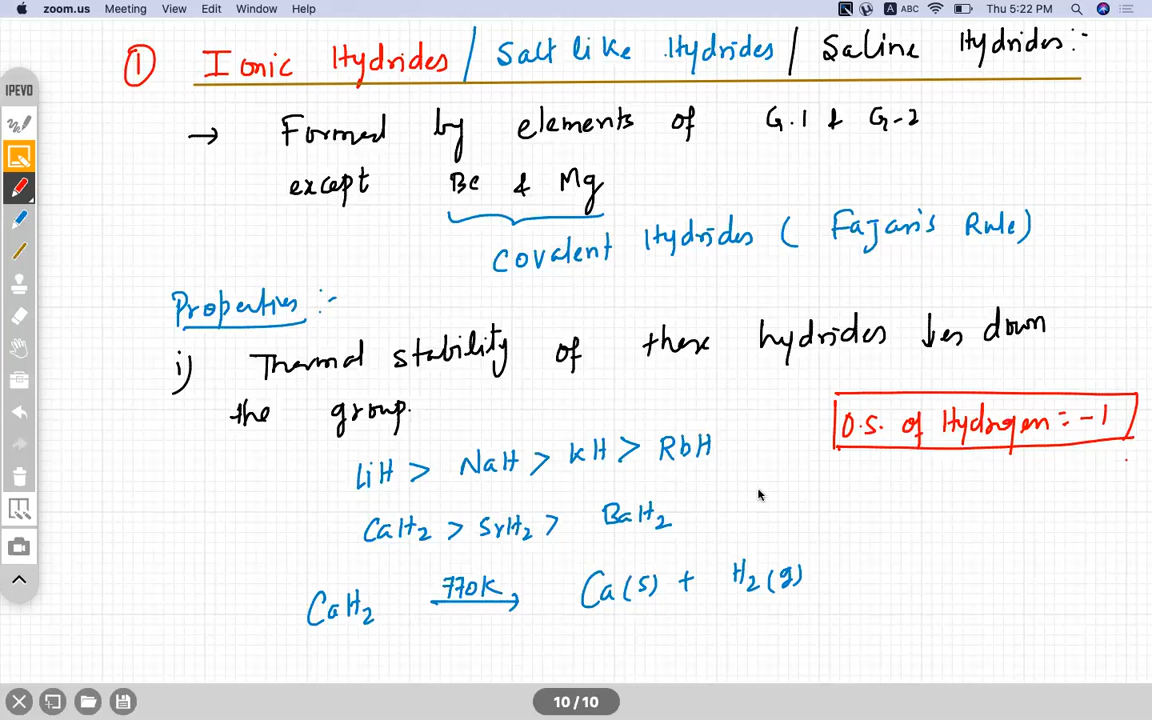 zoom.us Meeting View Edit Window Help ABC Thu 5:22 PM
① Ionic Hydrides / Salt like Hydrides / Saline Hydrides:-
IPEVO
→ Formed by elements of G.1 & G-2
except Be & Mg
Covalent Hydrides ( Fajan's Rule)
Properties :-
i) Thermal stability of these hydrides ↓es down
the group.
O.S. of Hydrogen = -1
LiH > NaH > KH > RbH
CaH₂ > SrH₂ > BaH₂
CaH₂ 770K → Ca(s) + H₂(g)
10/10